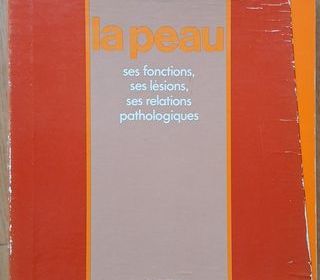 la peau
ses fonctions,
ses lésions,
ses relations
pathologiques